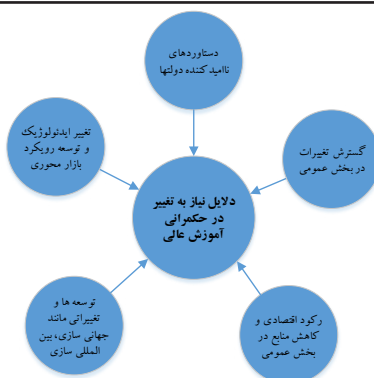 دستاوردهای
ناامید کننده دولتها
گسترش تغییرات
در بخش عمومی
رکود اقتصادی و
کاهش منابع در
بخش عمومی
توسعه ها و
تغییراتی مانند
جهانی سازی، بین
المللی سازی
تغییر ایدئولوژیک
و توسعه رویکرد
بازار محوری
دلایل نیاز به تغییر
در حکمرانی
آموزش عالی